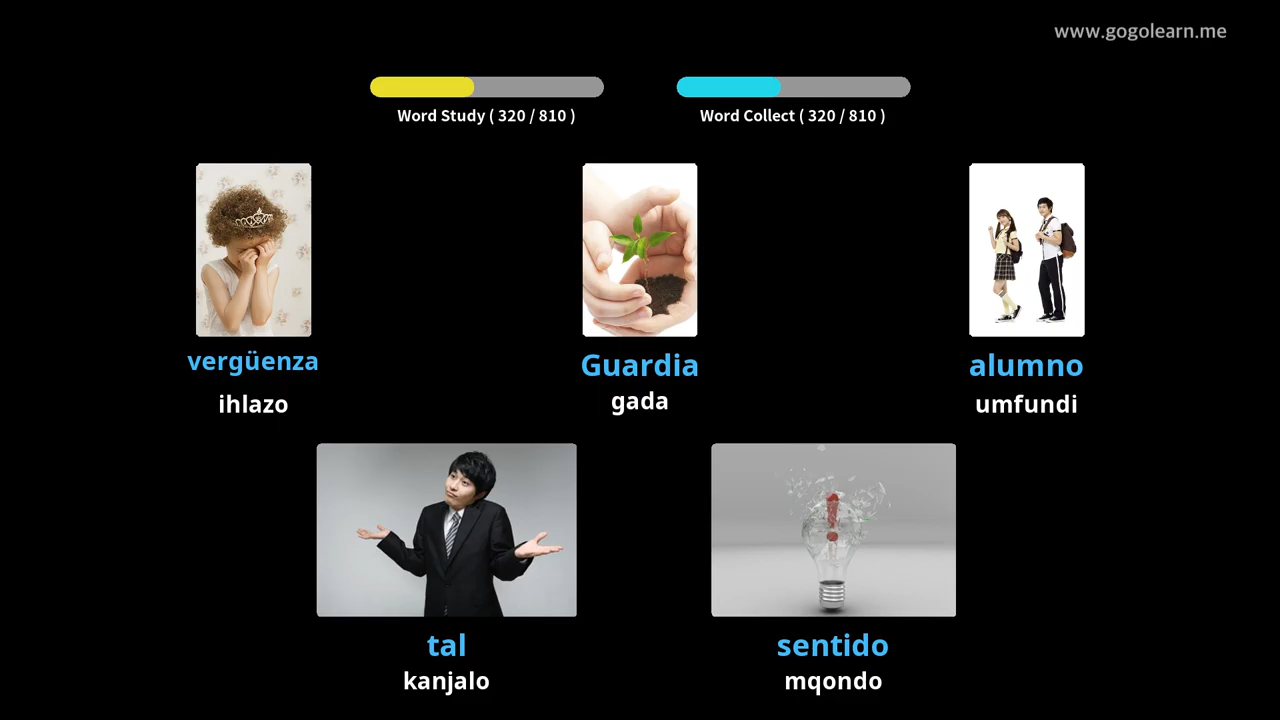 www.gogolearn.me
Word Study ( 320 / 810 )
Word Collect ( 320 / 810 )
vergüenza
ihlazo
Guardia
gada
alumno
umfundi
tal
kanjalo
sentido
mqondo